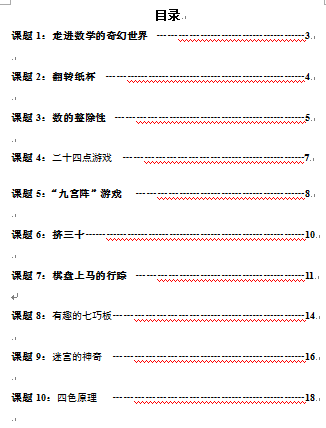 目录
课题 1：走进数学的奇幻世界 ------------------------------------3
课题 2：翻转纸杯 ------------------------------------------------4
课题 3：数的整除性 ---------------------------------------------5
课题 4：二十四点游戏 ------------------------------------------7
课题 5：“九宫阵”游戏 ---------------------------------------8
课题 6：挤三十--------------------------------------------------10
课题 7：棋盘上马的行踪 --------------------------------------11
课题 8：有趣的七巧板------------------------------------------14
课题 9：迷宫的神奇 -------------------------------------------16
课题 10：四色原理 --------------------------------------------18